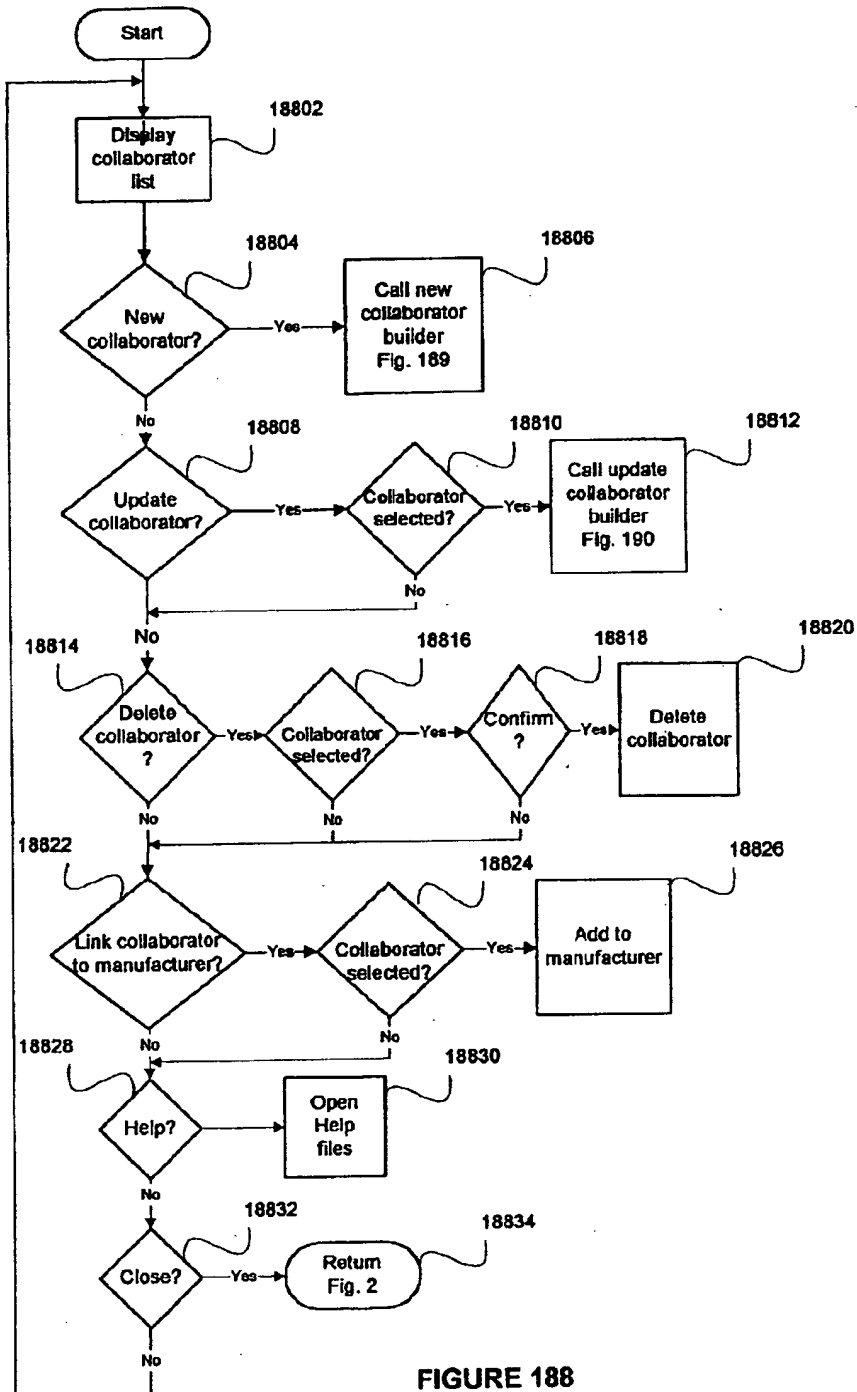 Start
18802
Display
collaborator
list
18804
New
collaborator?
Yes
18806
Call new
collaborator
builder
Fig. 189
No
18808
Update
collaborator?
Yes
18810
Collaborator
selected?
Yes
18812
Call update
collaborator
builder
Fig. 190
No
No
18814
Delete
collaborator
?
Yes
18816
Collaborator
selected?
Yes
18818
Confirm
?
Yes
18820
Delete
collaborator
No
No
No
18822
Link collaborator
to manufacturer?
Yes
18824
Collaborator
selected?
Yes
18826
Add to
manufacturer
No
No
18828
Help?
18830
Open
Help
files
No
18832
Close?
Yes
18834
Return
Fig. 2
No
FIGURE 188